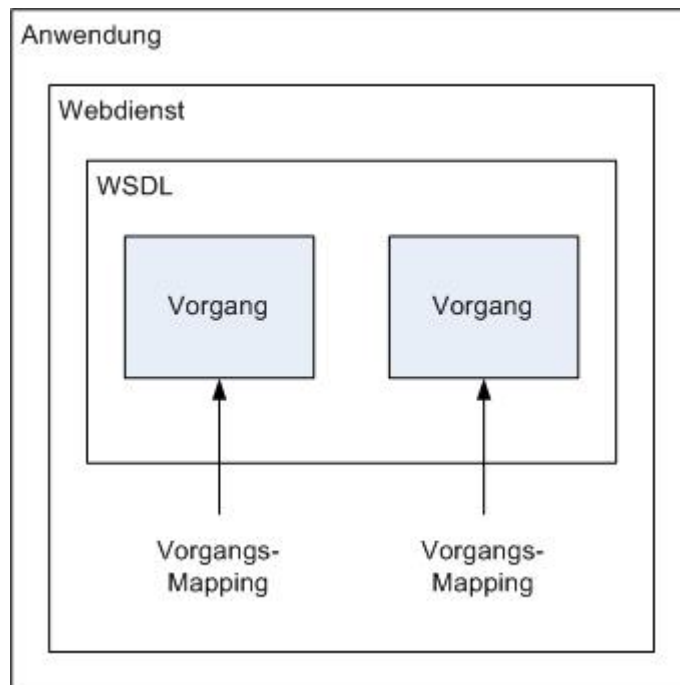 Anwendung
Webdienst
WSDL
Vorgang
Vorgang
Vorgangs-
Mapping
Vorgangs-
Mapping